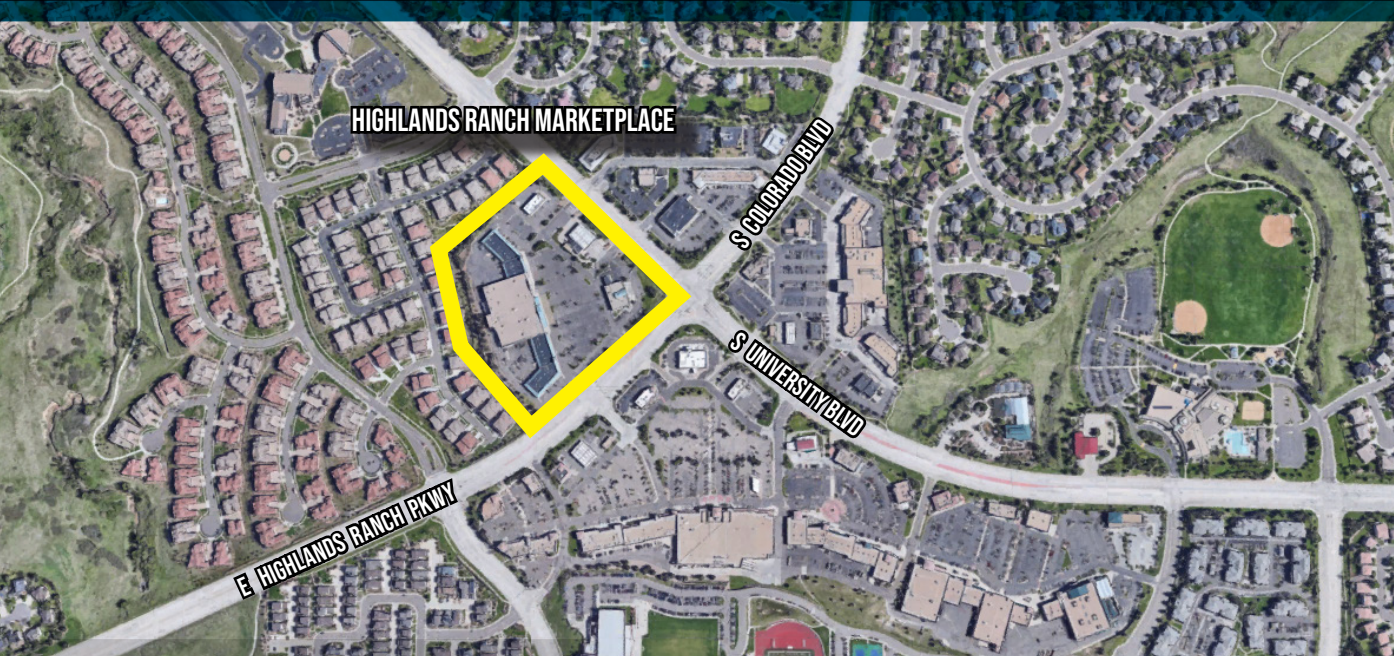 HIGHLANDS RANCH MARKETPLACE
S COLORADO BLVD
S UNIVERSITY BLVD
E HIGHLANDS RANCH PKWY